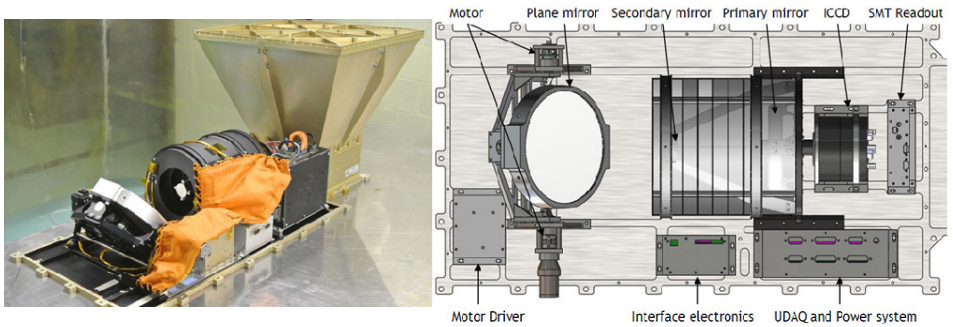 Motor Plane mirror Secondary mirror Primary mirror ICCD SMT Readout
Motor Driver Interface electronics UDAQ and Power system